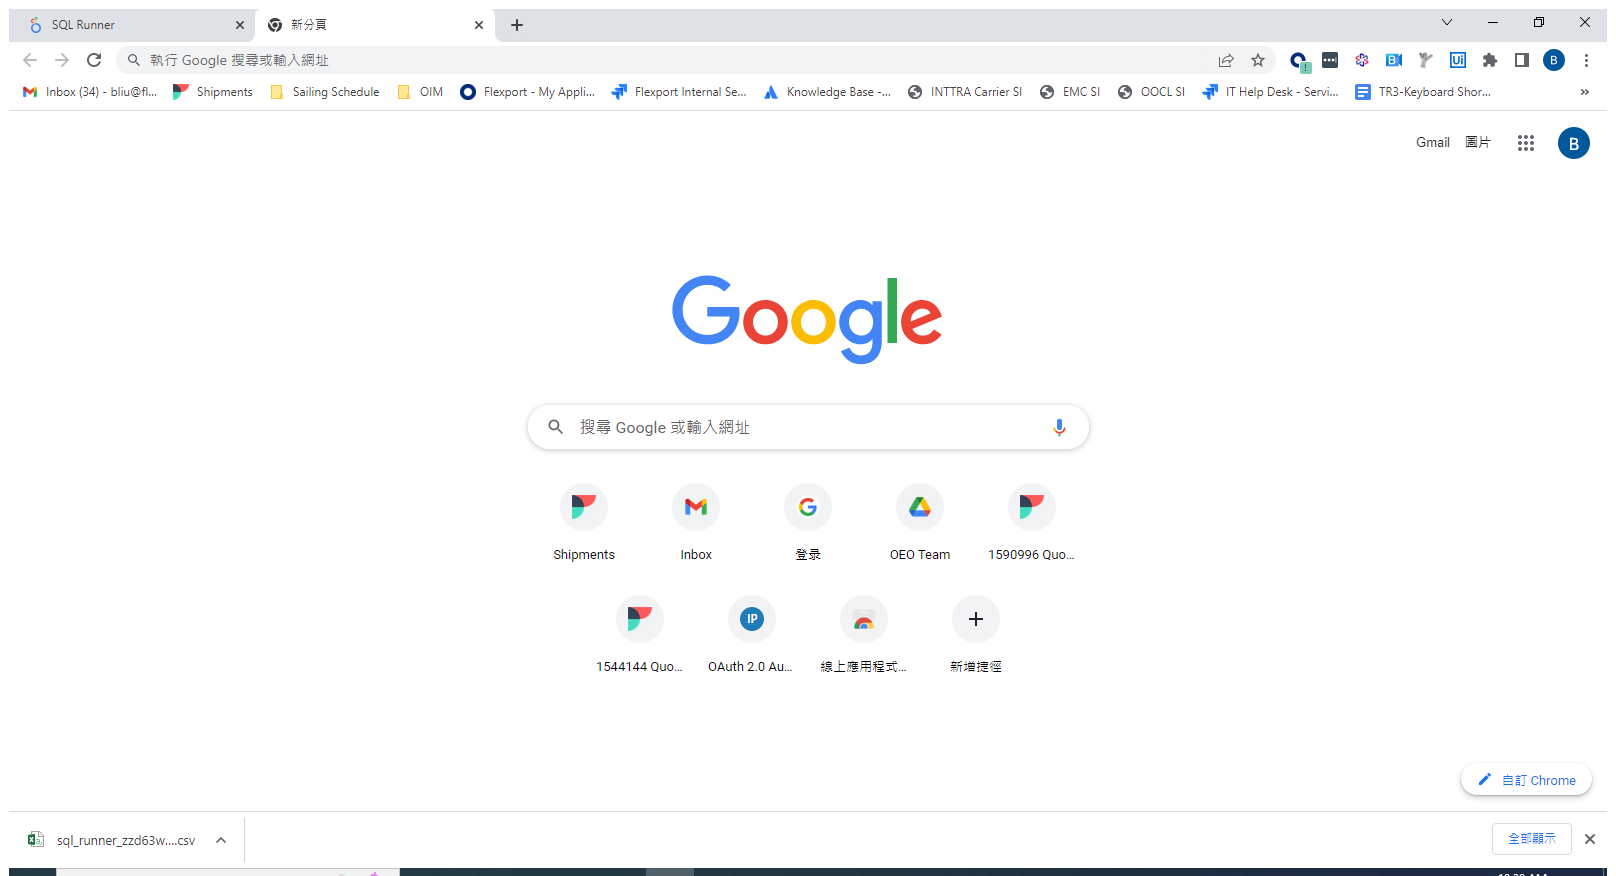 SQL Runner
新分頁
執行 Google 搜尋或輸入網址
Inbox (34) - bliu@fl...
Shipments
Sailing Schedule
OIM
Flexport - My Appli...
Flexport Internal Se...
Knowledge Base -...
INTTRA Carrier SI
EMC SI
OOCL SI
IT Help Desk - Servi...
TR3-Keyboard Shor...
Gmail
圖片
B
Google
搜尋 Google 或輸入網址
Shipments
Inbox
登录
OEO Team
1590996 Quo...
1544144 Quo...
IP
OAuth 2.0 Au...
線上應用程式...
新增捷徑
自訂 Chrome
sql_runner_zzd63w....csv
全部顯示